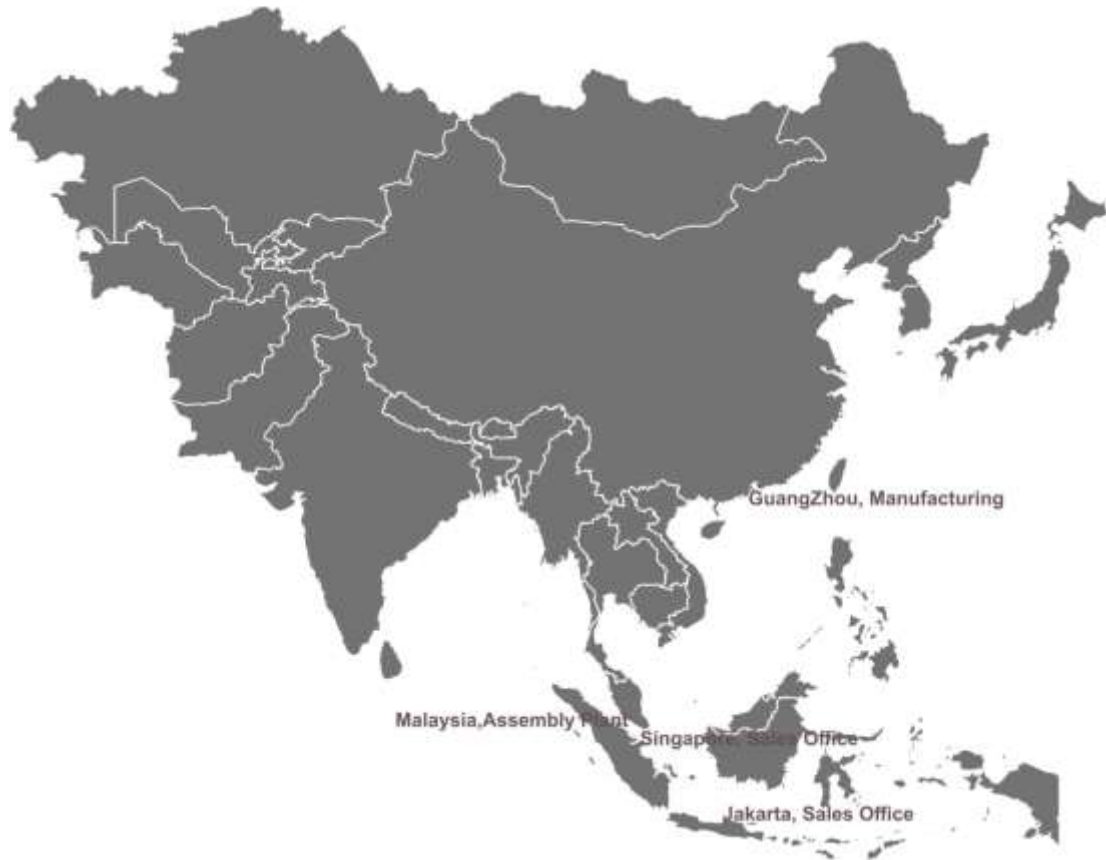 GuangZhou, Manufacturing
Malaysia,Assembly Plant
Singapore, Sales Office
Jakarta, Sales Office